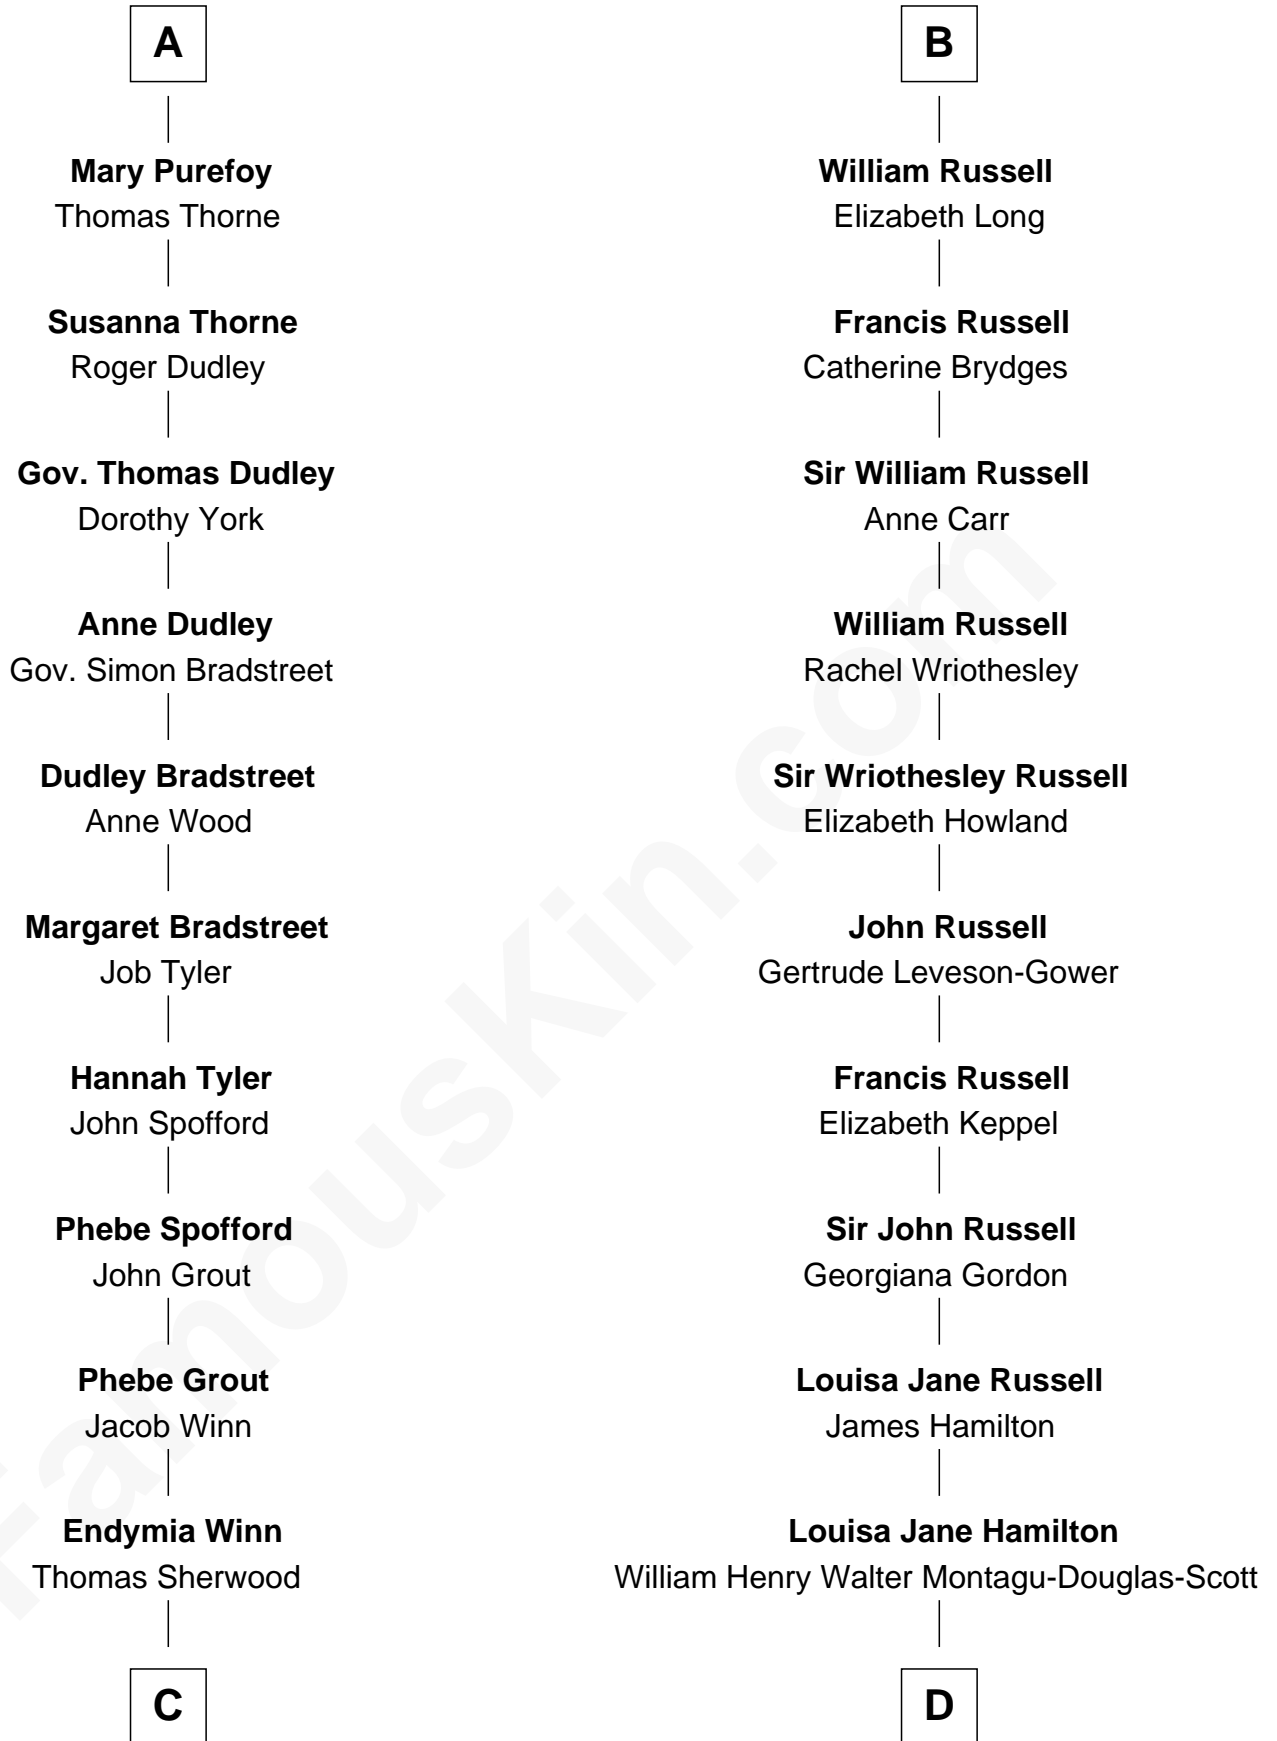 A
Mary Purefoy
Thomas Thorne
Susanna Thorne
Roger Dudley
Gov. Thomas Dudley
Dorothy York
Anne Dudley
Gov. Simon Bradstreet
Dudley Bradstreet
Anne Wood
Margaret Bradstreet
Job Tyler
Hannah Tyler
John Spofford
Phebe Spofford
John Grout
Phebe Grout
Jacob Winn
Endymia Winn
Thomas Sherwood
C
B
William Russell
Elizabeth Long
Francis Russell
Catherine Brydges
Sir William Russell
Anne Carr
William Russell
Rachel Wriothesley
Sir Wriothesley Russell
Elizabeth Howland
John Russell
Gertrude Leveson-Gower
Francis Russell
Elizabeth Keppel
Sir John Russell
Georgiana Gordon
Louisa Jane Russell
James Hamilton
Louisa Jane Hamilton
William Henry Walter Montagu-Douglas-Scott
D
FamousKin.com